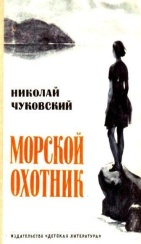 НИКОЛАЙ
ЧУКОВСКИЙ
МОРСКОЙ
ОХОТНИК
ИЗДАТЕЛЬСТВО «ДЕТСКАЯ ЛИТЕРАТУРА»